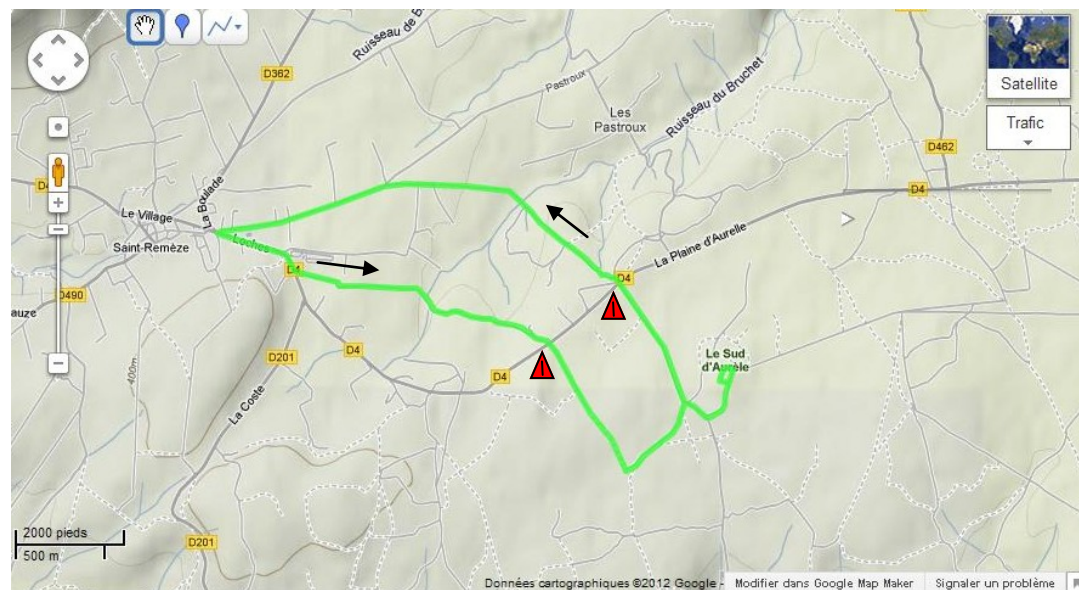 Ruisseau de B
Satellite
D362
Pastroux
Ruisseau du Bruchet
Les
Pastroux
Trafic
D462
La Boulade
D4
Le Village
Saint-Remèze
Loches
La Plaine d'Aurelle
D4
D4
D490
auze
D201
D4
Le Sud
d'Aurèle
D4
400m
La Coste
2000 pieds
500 m
D201
Données cartographiques ©2012 Google -
Modifier dans Google Map Maker
Signaler un problème